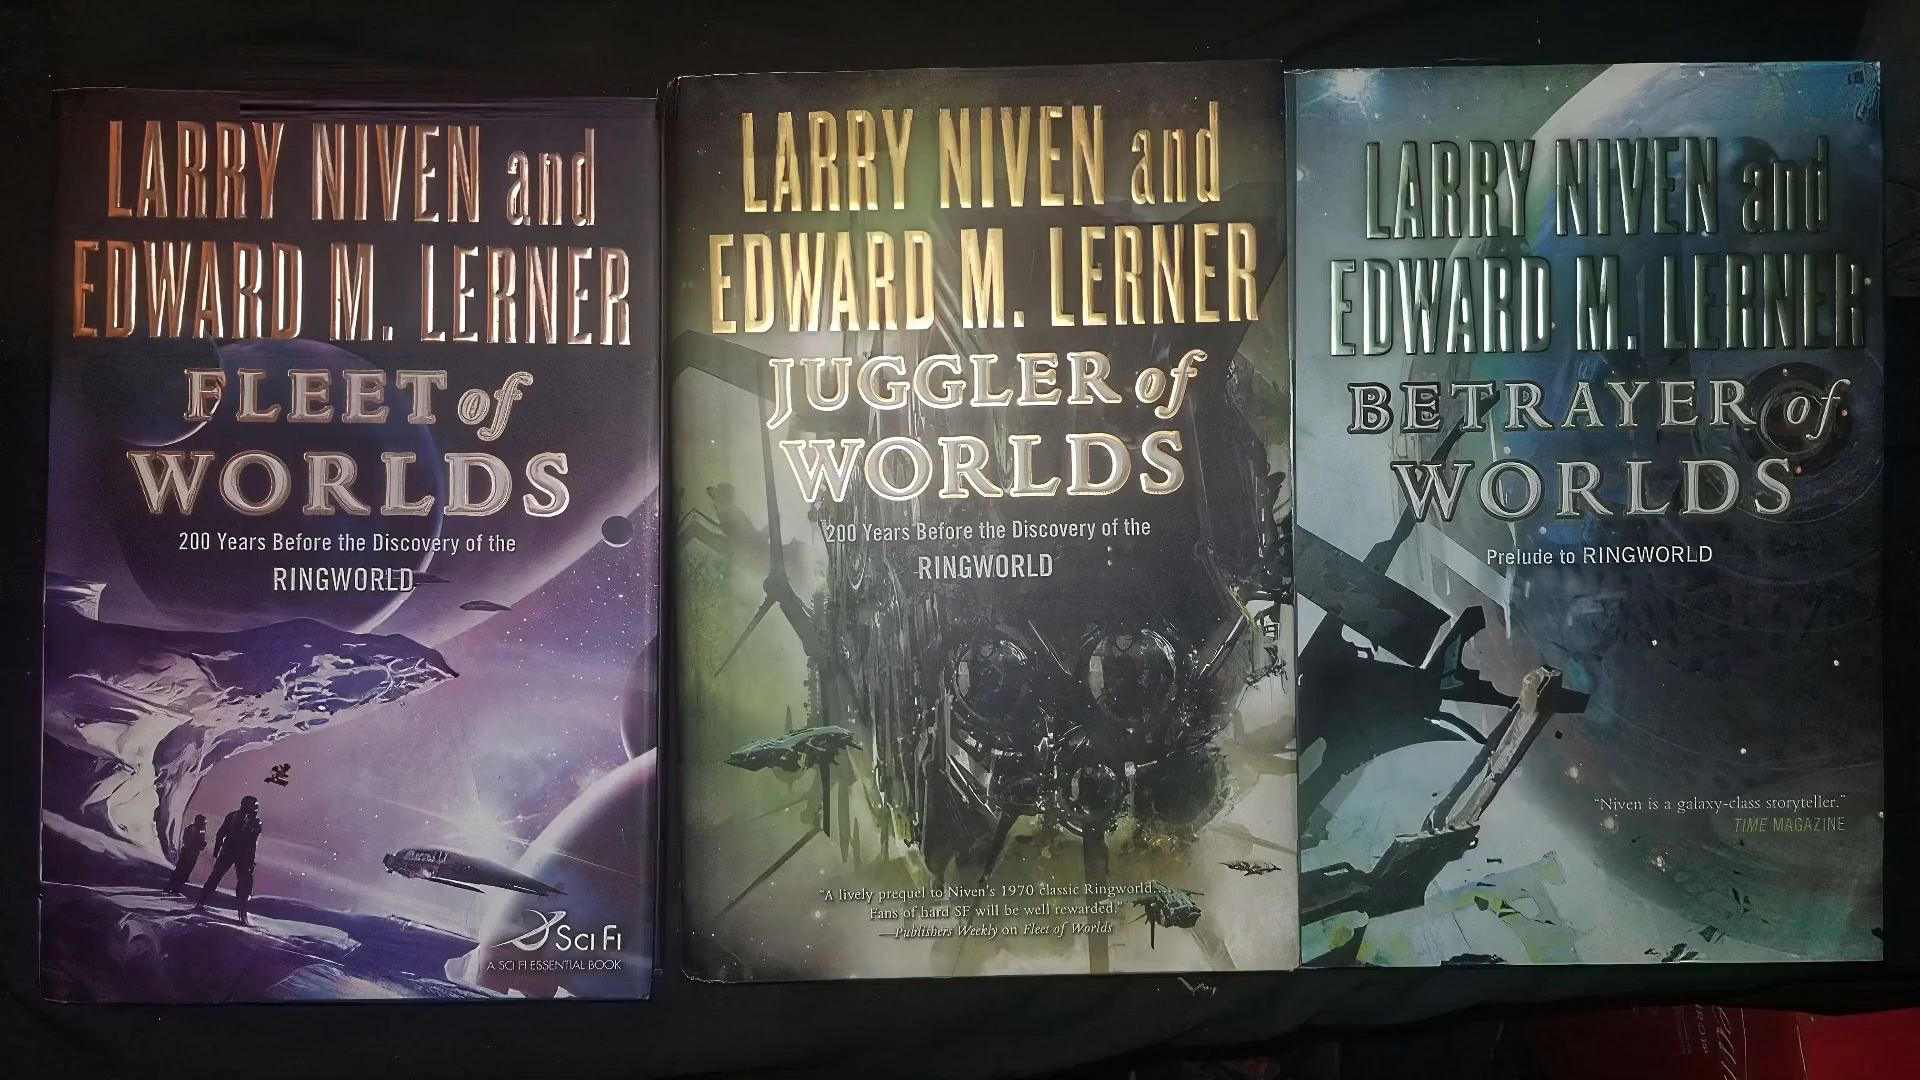 LARRY NIVEN and
EDWARD M. LERNER
FLEET of
WORLDS
200 Years Before the Discovery of the
RINGWORLD
SCI FI
A SCI FI ESSENTIAL BOOK
LARRY NIVEN and
EDWARD M. LERNER
JUGGLER of
WORLDS
200 Years Before the Discovery of the
RINGWORLD
“A lively prequel to Niven's 1970 classic Ringworld....
Fans of hard SF will be well rewarded.”
—Publishers Weekly on Fleet of Worlds
LARRY NIVEN and
EDWARD M. LERNER
BETRAYER of
WORLDS
Prelude to RINGWORLD
“Niven is a galaxy-class storyteller.”
TIME MAGAZINE